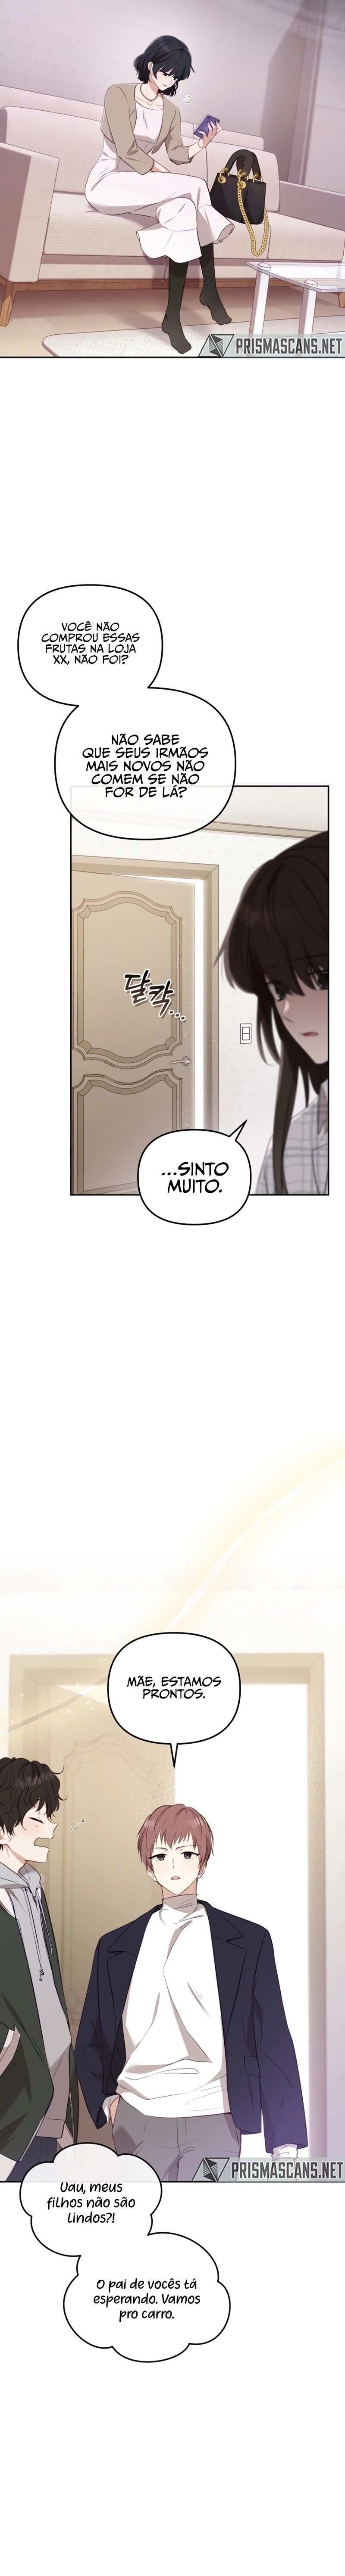 PRISMASCANS.NET
VOCÊ NÃO
COMPROU ESSAS
FRUTAS NA LOJA
XX, NÃO FOI?
NÃO SABE
QUE SEUS IRMÃOS
MAIS NOVOS NÃO
COMEM SE NÃO
FOR DE LÁ?
달칵...
...SINTO
MUITO.
MÃE, ESTAMOS
PRONTOS.
PRISMASCANS.NET
Uau, meus
filhos não são
lindos?!
O pai de vocês tá
esperando. Vamos
pro carro.